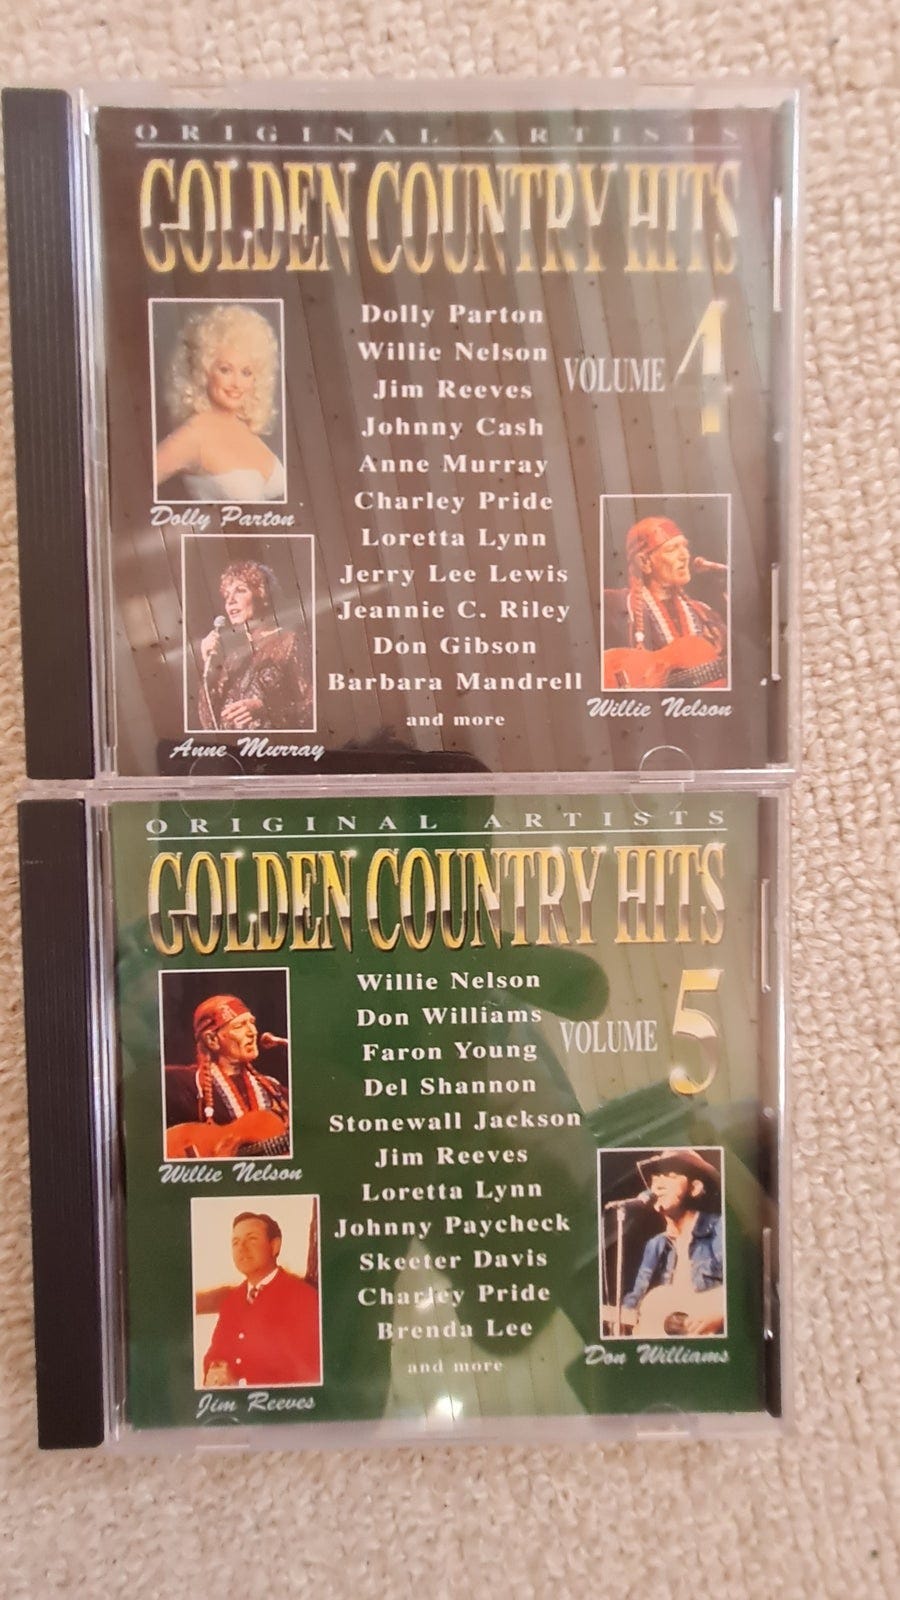 ORIGINAL ARTISTS
GOLDEN COUNTRY HITS
VOLUME 4
Dolly Parton
Willie Nelson
Jim Reeves
Johnny Cash
Anne Murray
Charley Pride
Loretta Lynn
Jerry Lee Lewis
Jeannie C. Riley
Don Gibson
Barbara Mandrell
and more
Dolly Parton
Anne Murray
Willie Nelson
ORIGINAL ARTISTS
GOLDEN COUNTRY HITS
VOLUME 5
Willie Nelson
Don Williams
Faron Young
Del Shannon
Stonewall Jackson
Jim Reeves
Loretta Lynn
Johnny Paycheck
Skeeter Davis
Charley Pride
Brenda Lee
and more
Willie Nelson
Jim Reeves
Don Williams